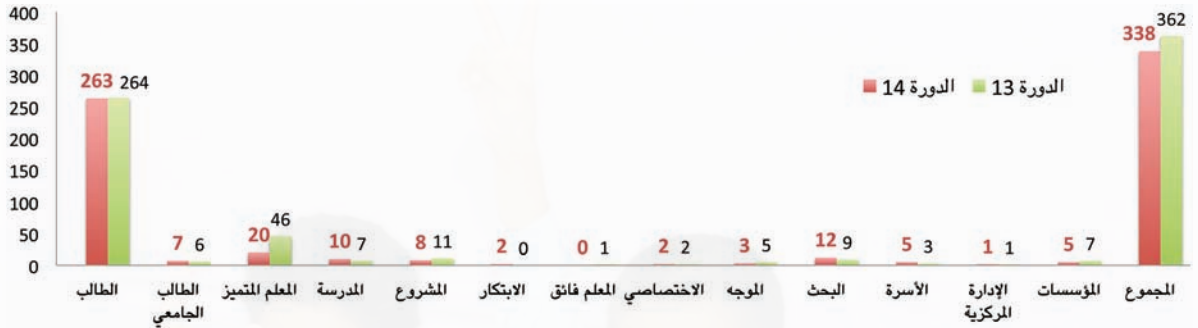 400
350
300
250
200
150
100
50
0
263 264
7 6
20 46
10 7
8 11
2 0
0 1
2 2
3 5
12 9
5 3
1 1
5 7
338 362
الدورة 14 الدورة 13
الطالب
الطالب
الجامعي
المعلم المتميز
المدرسة
المشروع
الابتكار
المعلم فائق
الاختصاصي
الموجه
البحث
الأسرة
الإدارة
المركزية
المؤسسات
المجموع